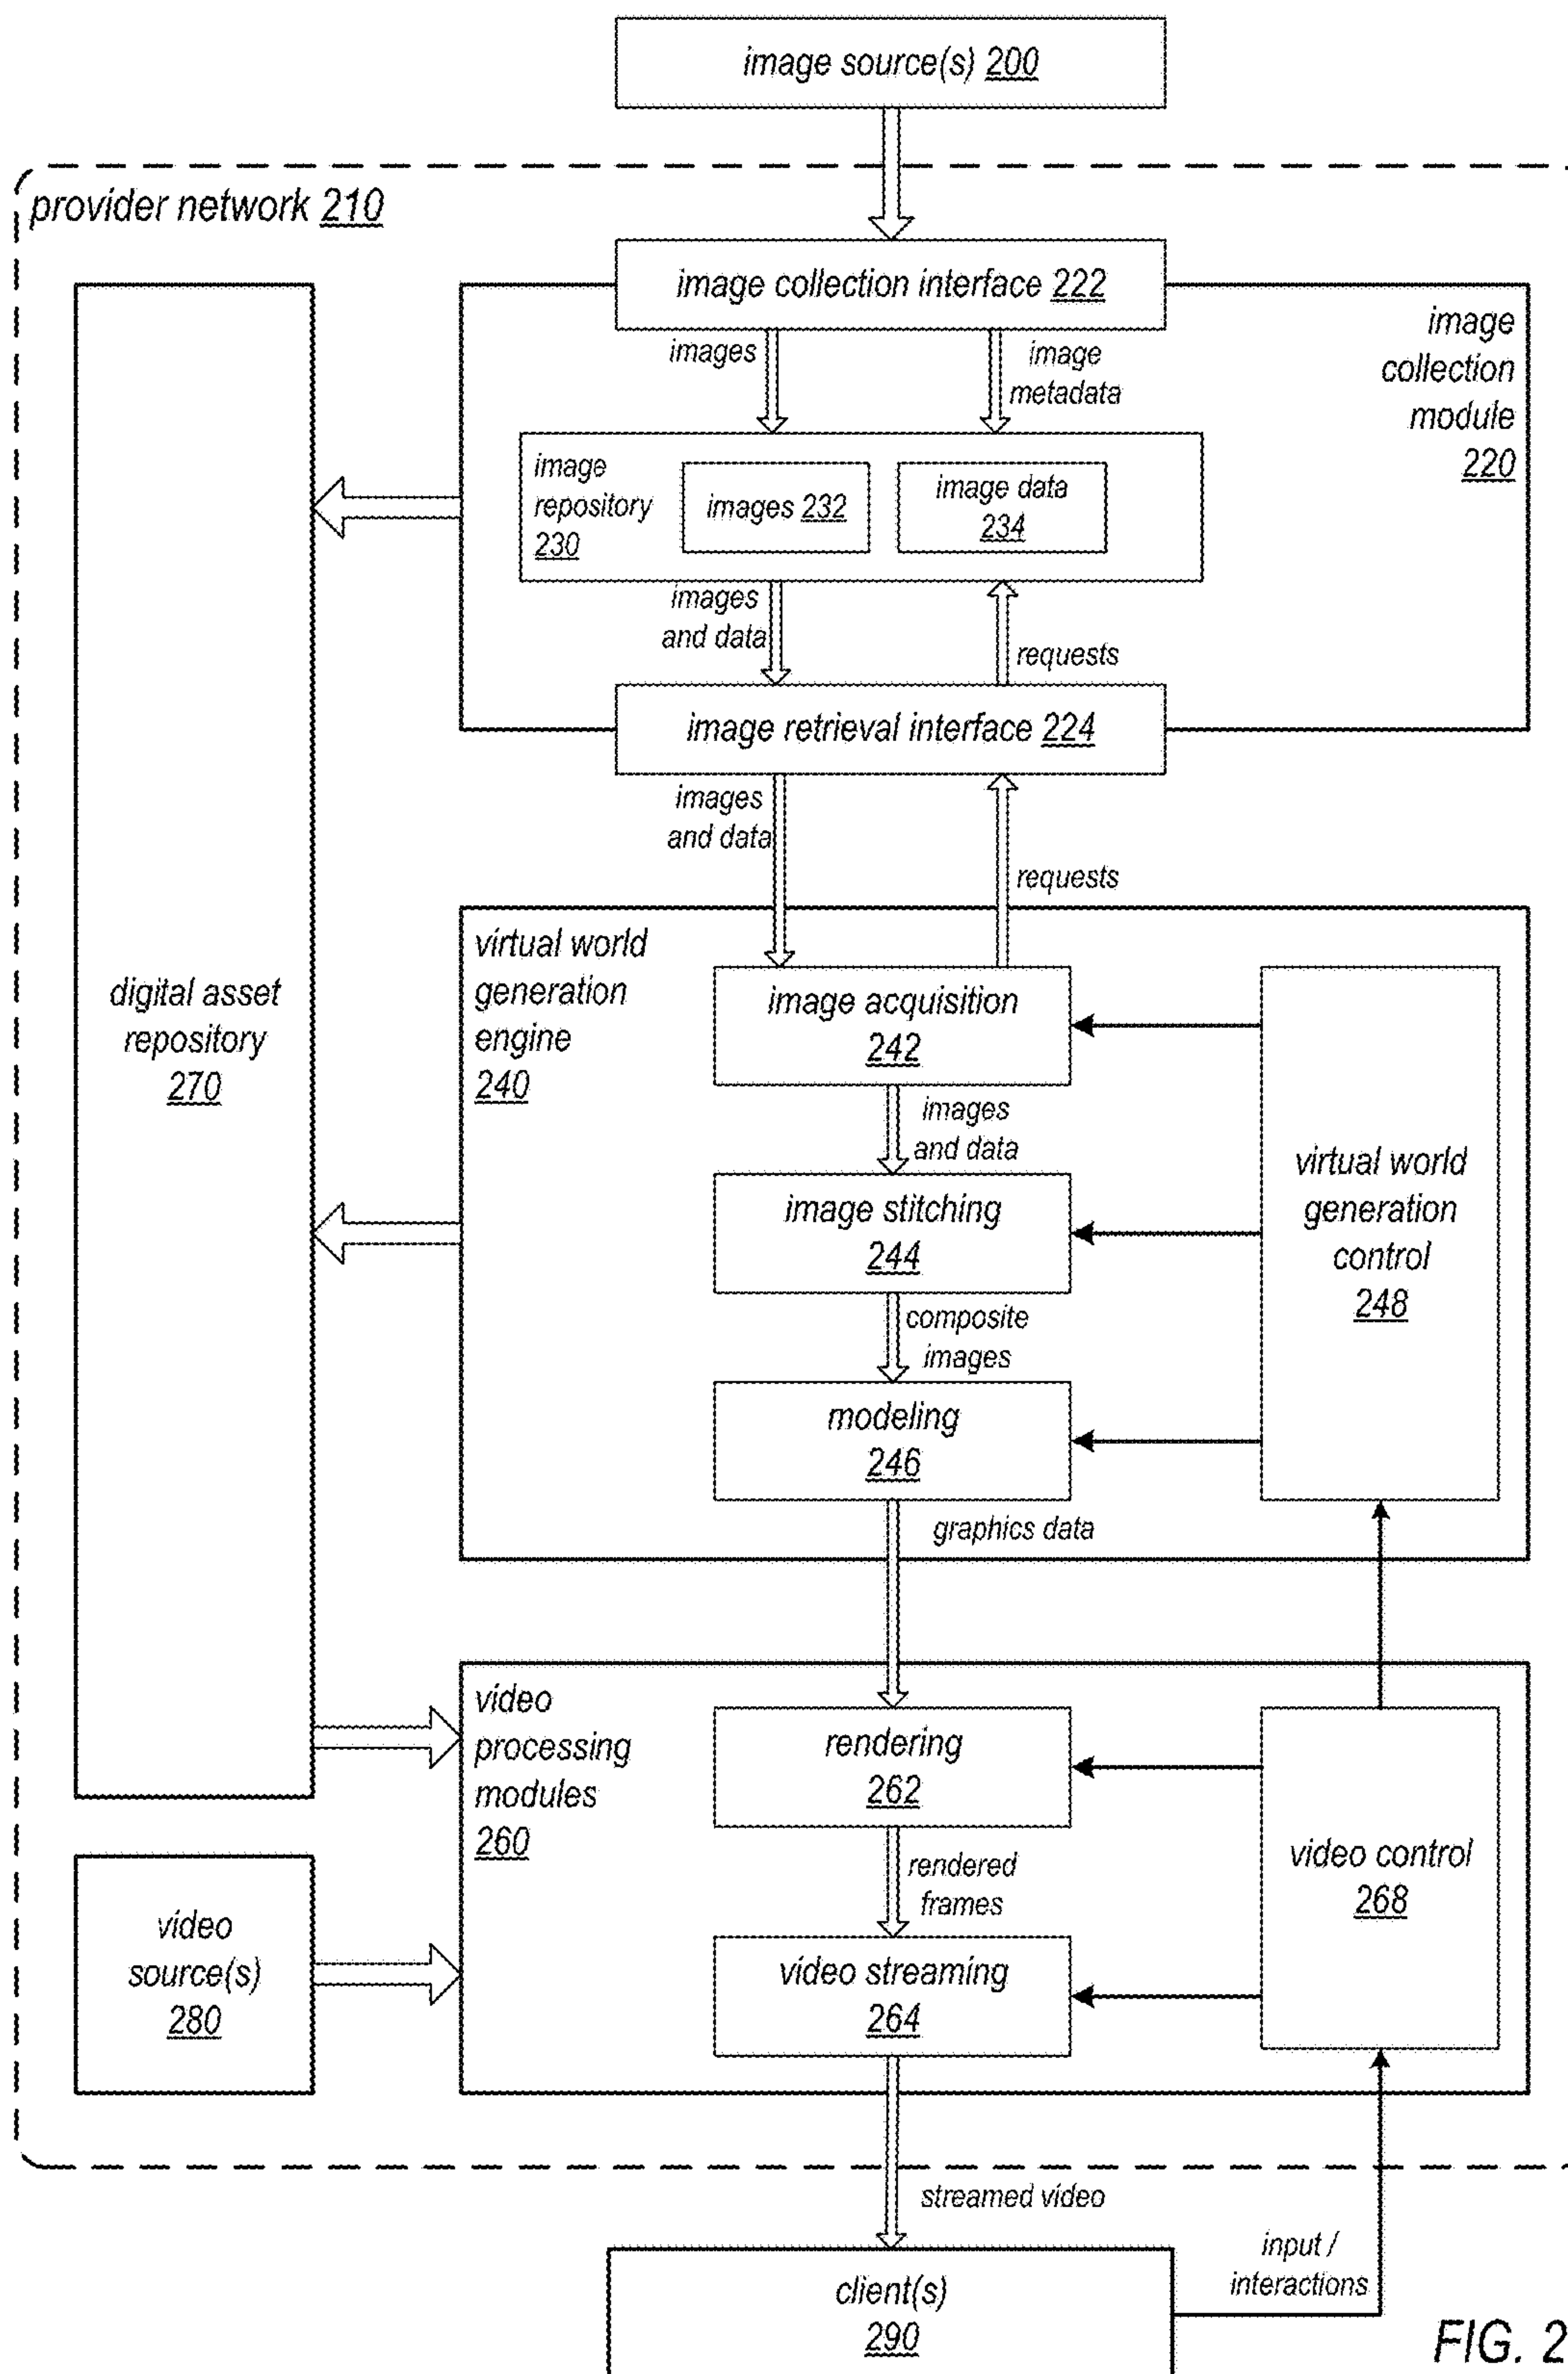 image source(s) 200
provider network 210
image collection interface 222
image
collection
module
220
images
image
metadata
image
repository
230
images 232
image data
234
images
and data
requests
image retrieval interface 224
images
and data
requests
digital asset
repository
270
virtual world
generation
engine
240
image acquisition
242
images
and data
image stitching
244
composite
images
modeling
246
graphics data
virtual world
generation
control
248
video
processing
modules
260
rendering
262
rendered
frames
video streaming
264
video control
268
video
source(s)
280
streamed video
input /
interactions
client(s)
290
FIG. 2